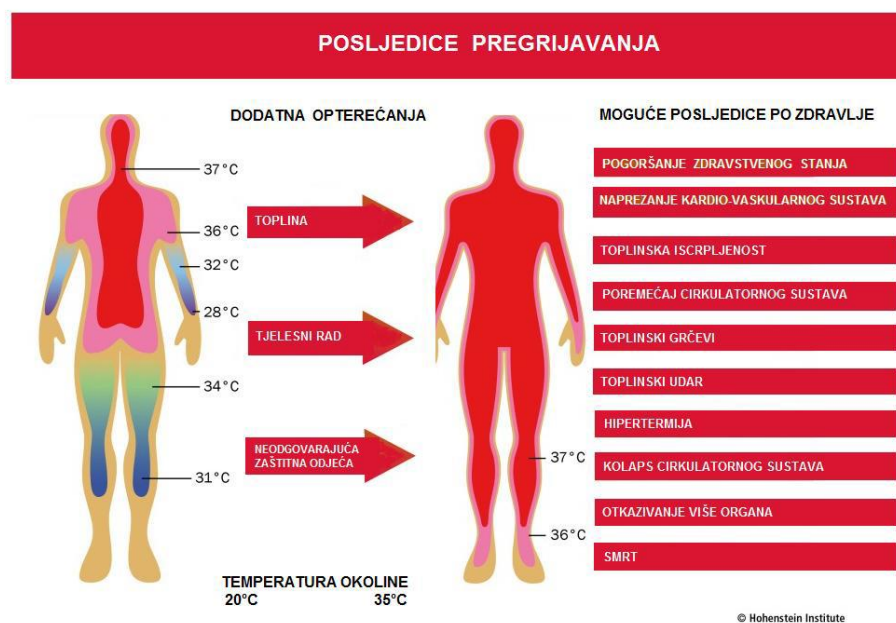 POSLJEDICE PREGRIJAVANJA
DODATNA OPTEREĆANJA
MOGUĆE POSLJEDICE PO ZDRAVLJE
37°C
36°C
32°C
28°C
34°C
31°C
TOPLINA
TJELESNI RAD
NEODGOVARAJUĆA
ZAŠTITNA ODJEĆA
37°C
36°C
POGORŠANJE ZDRAVSTVENOG STANJA
NAPREZANJE KARDIO-VASKULARNOG SUSTAVA
TOPLINSKA ISCRPLJENOST
POREMEĆAJ CIRKULATORNOG SUSTAVA
TOPLINSKI GRČEVI
TOPLINSKI UDAR
HIPERTERMIJA
KOLAPS CIRKULATORNOG SUSTAVA
OTKAZIVANJE VIŠE ORGANA
SMRT
TEMPERATURA OKOLINE
20°C 35°C
© Hohenstein Institute